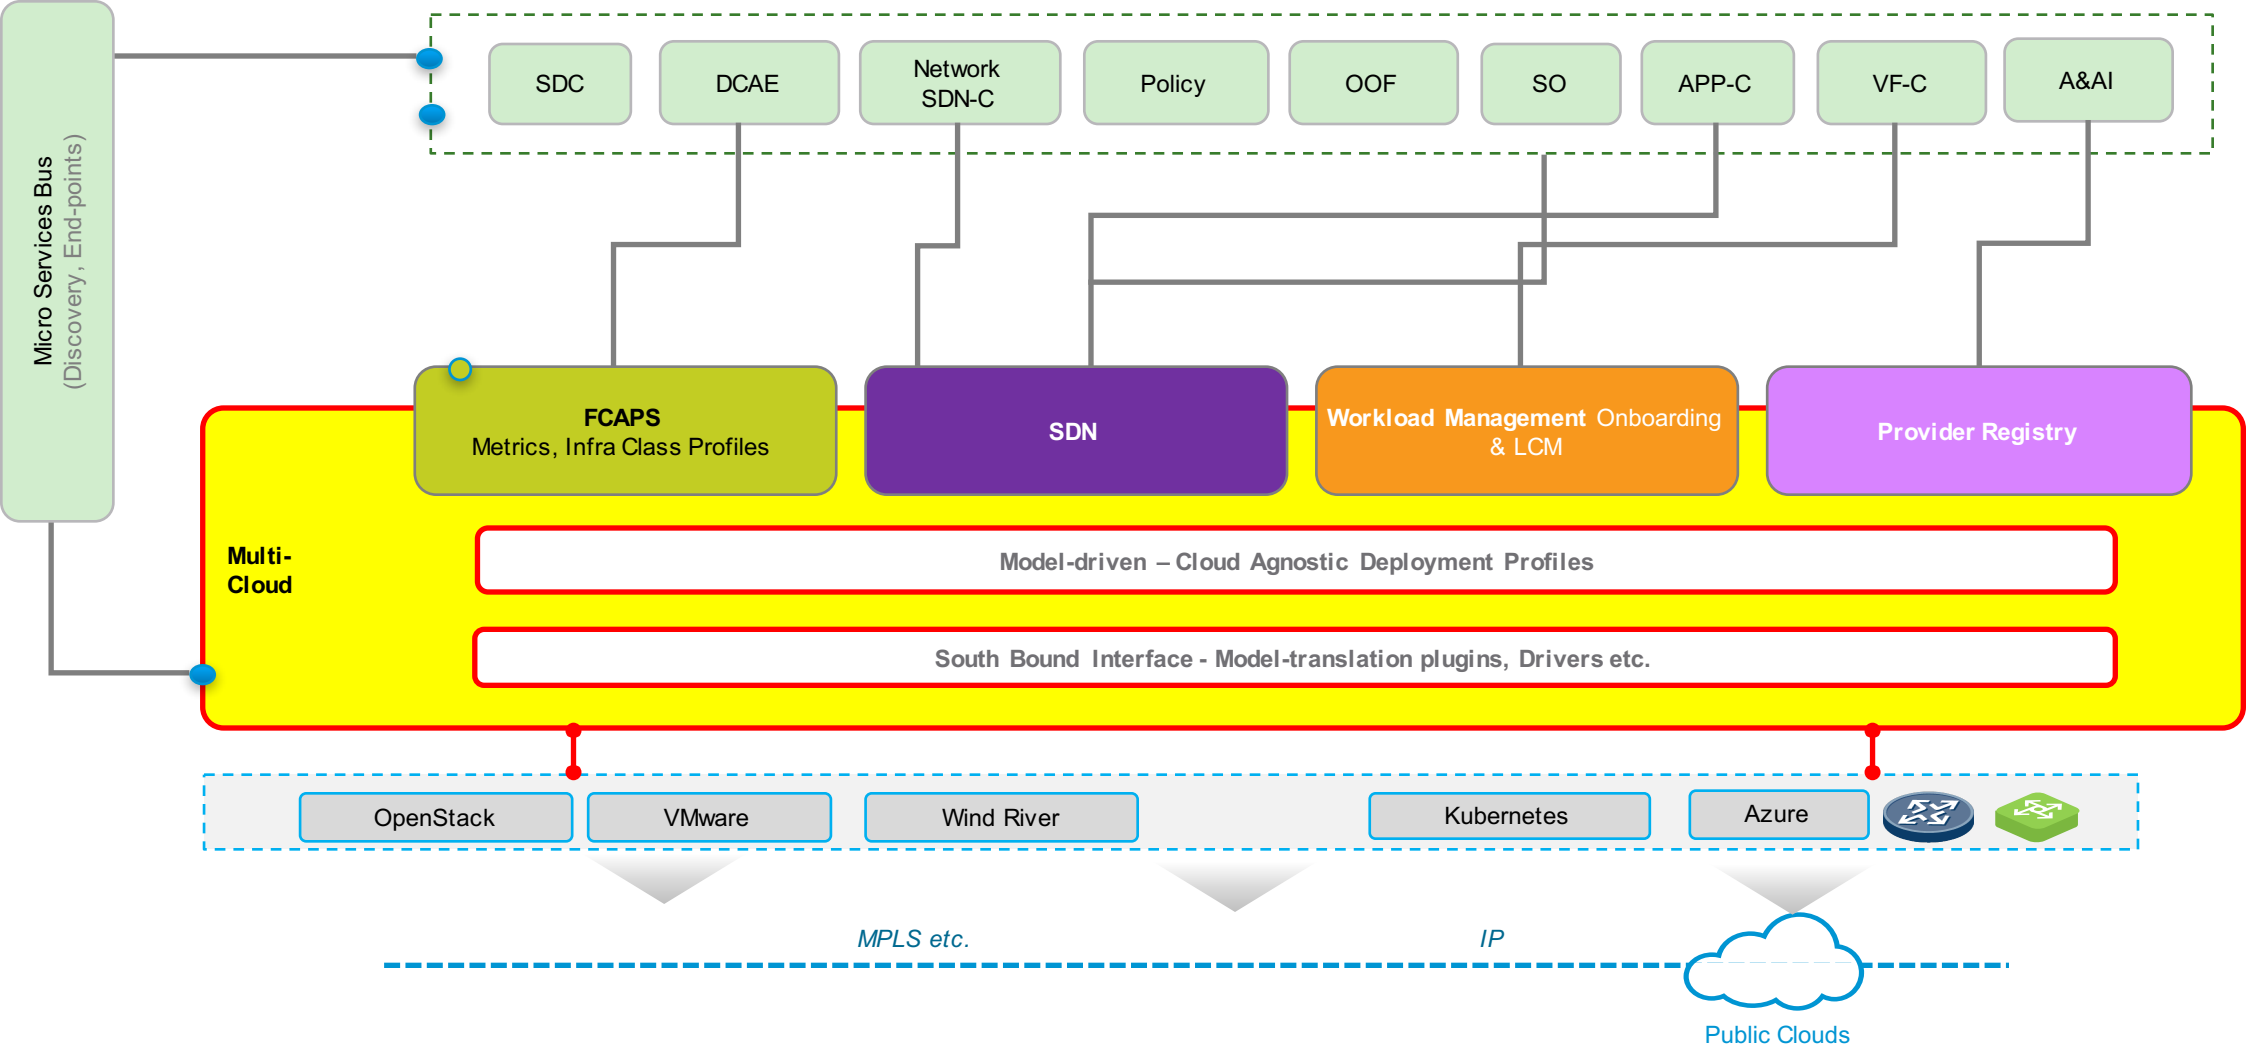 Micro Services Bus
(Discovery, End-points)
SDC
DCAE
Network
SDN-C
Policy
OOF
SO
APP-C
VF-C
A&AI
FCAPS
Metrics, Infra Class Profiles
SDN
Workload Management Onboarding
& LCM
Provider Registry
Multi-
Cloud
Model-driven – Cloud Agnostic Deployment Profiles
South Bound Interface - Model-translation plugins, Drivers etc.
OpenStack
VMware
Wind River
Kubernetes
Azure
MPLS etc.
IP
Public Clouds